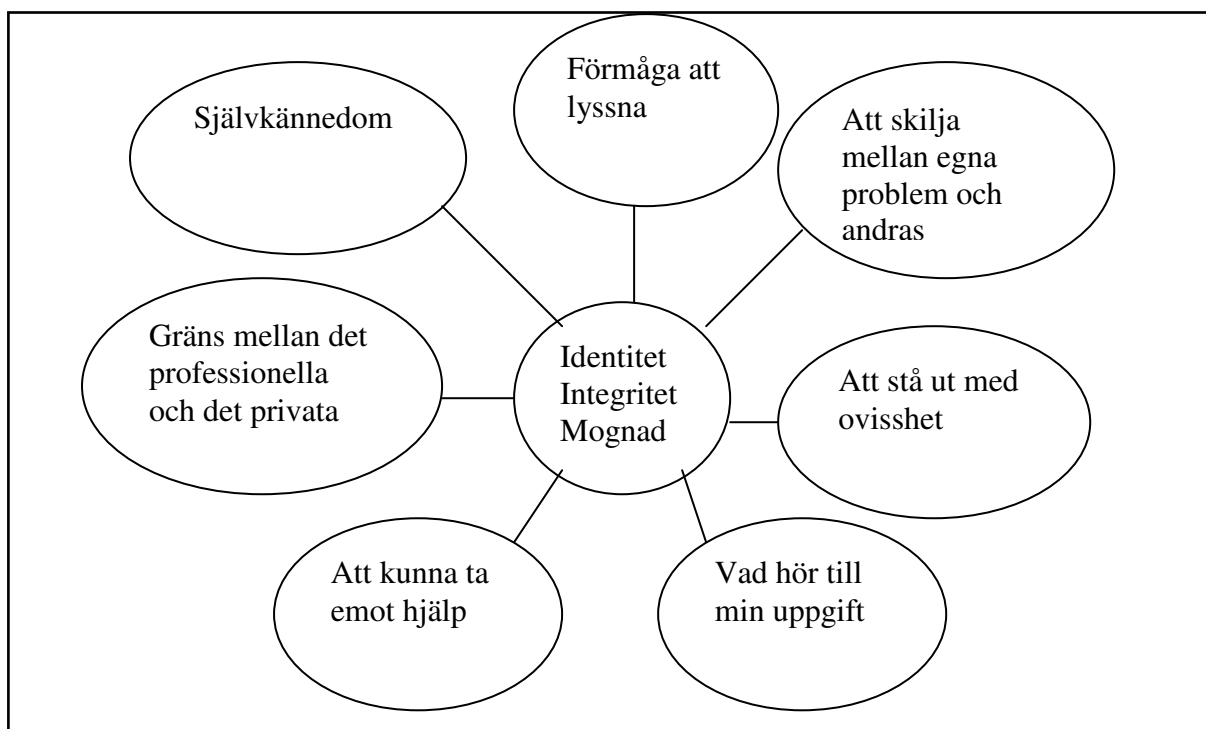 Självkännedom
Förmåga att
lyssna
Att skilja
mellan egna
problem och
andras
Gräns mellan det
professionella
och det privata
Identitet
Integritet
Mognad
Att stå ut med
ovisshet
Att kunna ta
emot hjälp
Vad hör till
min uppgift